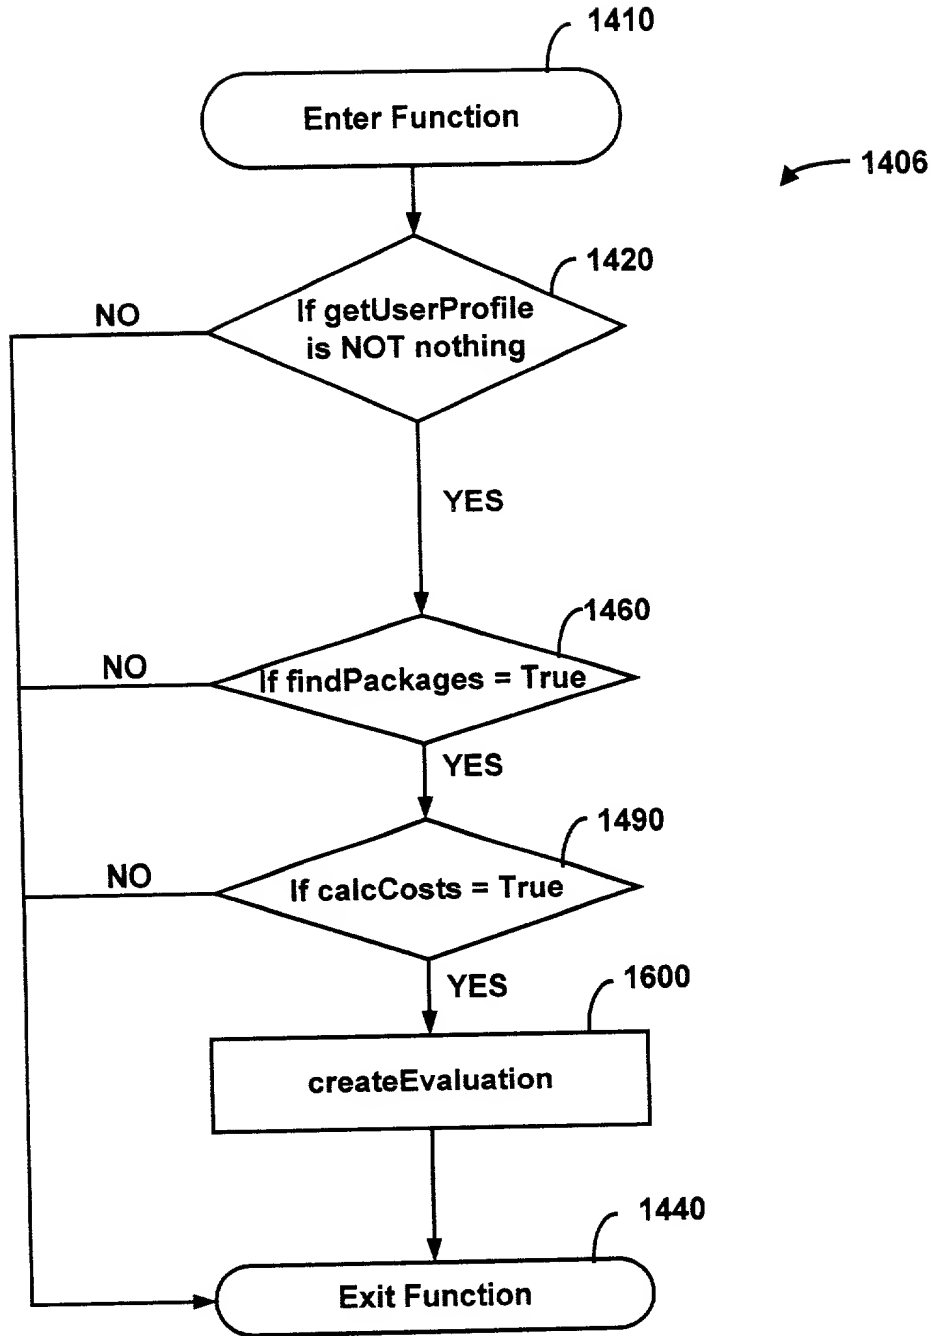 1410
Enter Function
1406
1420
If getUserProfile
is NOT nothing
NO
YES
1460
If findPackages = True
NO
YES
1490
If calcCosts = True
NO
YES
1600
createEvaluation
1440
Exit Function